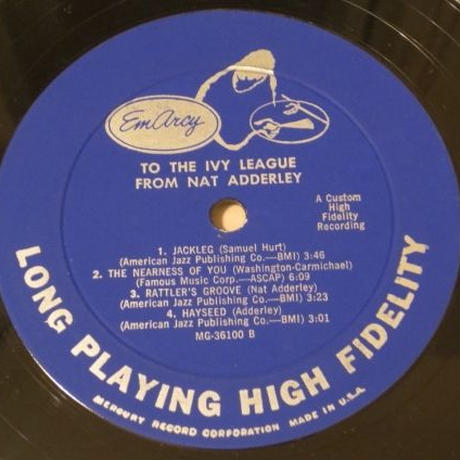 EmArcy
TO THE IVY LEAGUE
FROM NAT ADDERLEY
A Custom
High
Fidelity
Recording
1. JACKLEG (Samuel Hurt)
(American Jazz Publishing Co.—BMI) 3:46
2. THE NEARNESS OF YOU (Washington-Carmichael)
(Famous Music Corp.—ASCAP) 6:09
3. RATTLER'S GROOVE (Nat Adderley)
(American Jazz Publishing Co.—BMI) 3:23
4. HAYSEED (Adderley)
(American Jazz Publishing Co.—BMI) 3:01
MG-36100 B
LONG PLAYING HIGH FIDELITY
MERCURY RECORD CORPORATION MADE IN U.S.A.